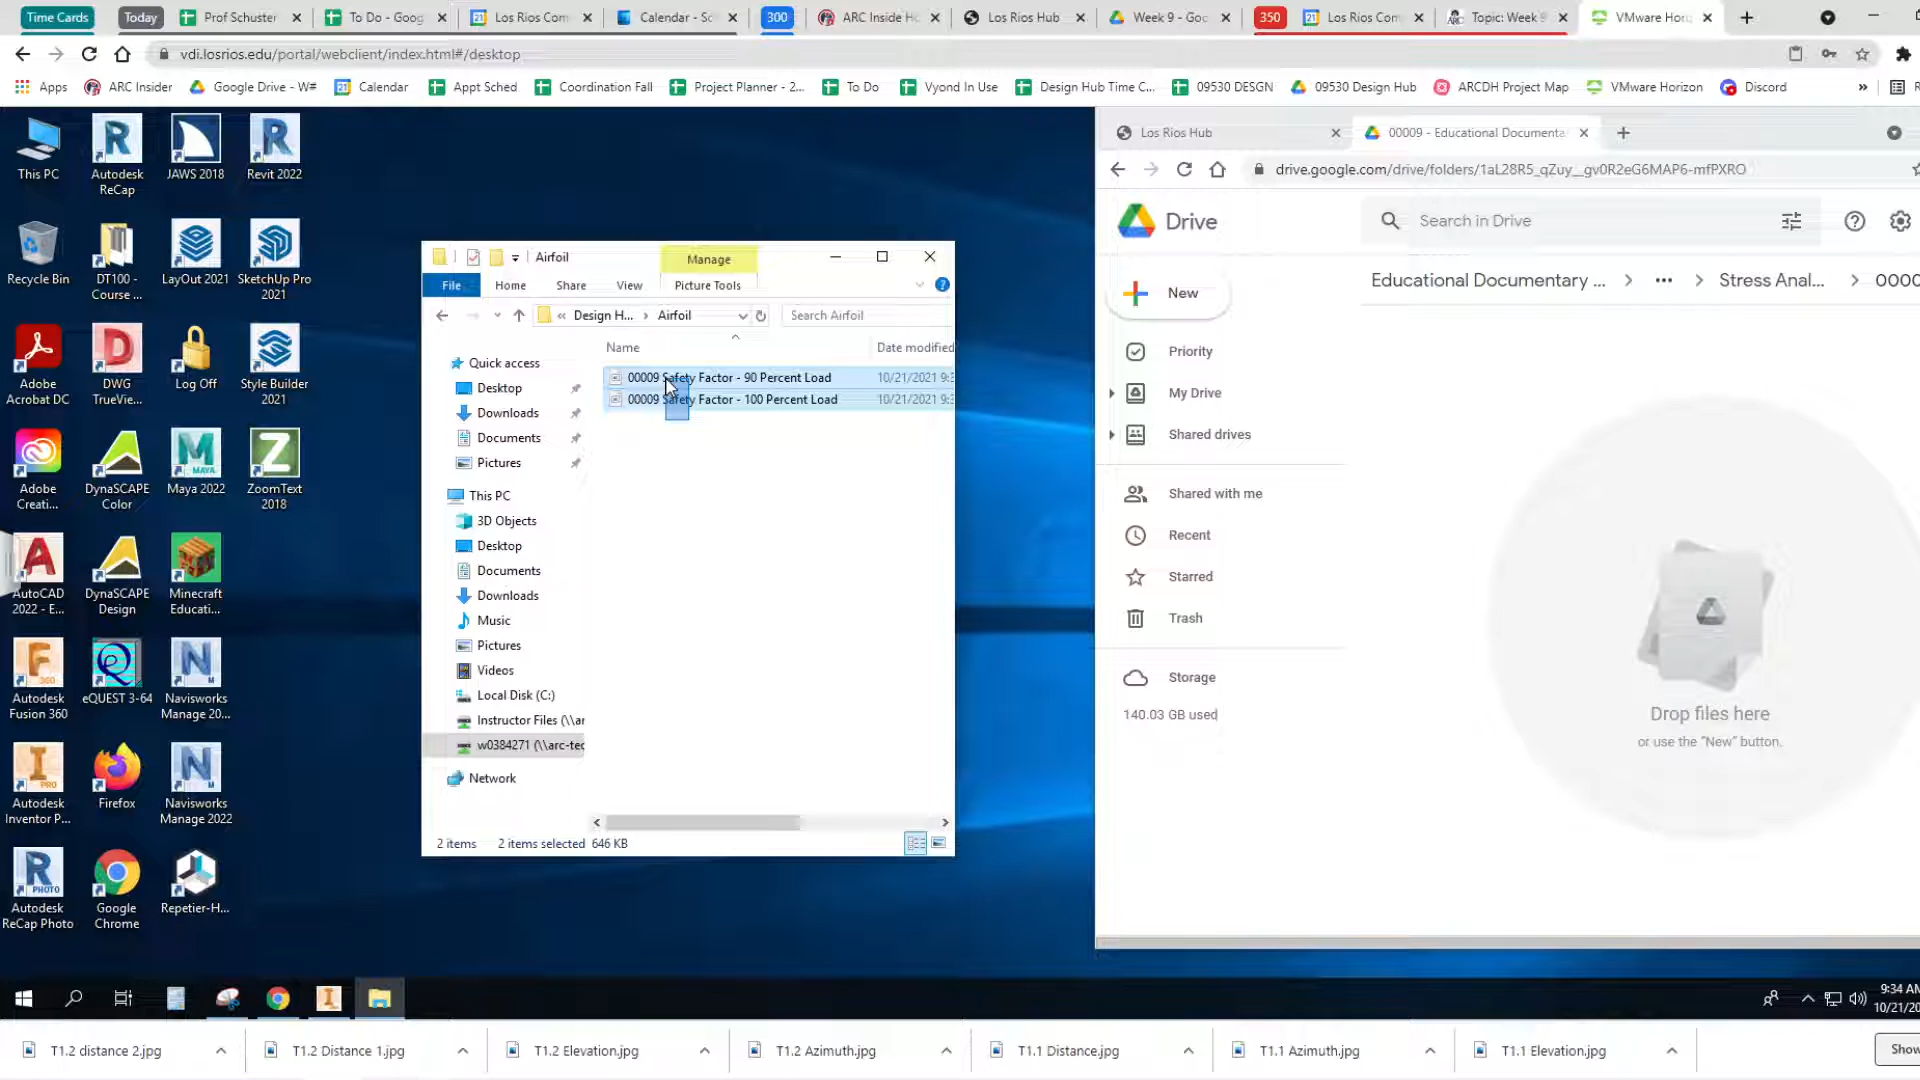 Time Cards
Today
Prof Schuster
To Do - Goog
Los Rios Com
Calendar - Sc
300
ARC Inside H
Los Rios Hub
Week 9 - Goo
350
Los Rios Com
Topic: Week 9
VMware Hori
vdi.losrios.edu/portal/webclient/index.html#/desktop
Apps
ARC Insider
Google Drive - W#
Calendar
Appt Sched
Coordination Fall
Project Planner - 2...
To Do
Vyond In Use
Design Hub Time C...
09530 DESGN
09530 Design Hub
ARCDH Project Map
VMware Horizon
Discord
»
This PC
Autodesk
ReCap
JAWS 2018
Revit 2022
Recycle Bin
DT100 -
Course ...
LayOut 2021
SketchUp Pro
2021
Adobe
Acrobat DC
DWG
TrueVie...
Log Off
Style Builder
2021
Adobe
Creati...
DynaSCAPE
Color
Maya 2022
ZoomText
2018
AutoCAD
2022 - E...
DynaSCAPE
Design
Minecraft
Educati...
Autodesk
Fusion 360
eQUEST 3-64
Navisworks
Manage 20...
Autodesk
Inventor P...
Firefox
Navisworks
Manage 2022
Autodesk
ReCap Photo
Google
Chrome
Repetier-H...
Airfoil
Manage
File
Home
Share
View
Picture Tools
« Design H... › Airfoil
Search Airfoil
Name
Date modified
Quick access
Desktop
Downloads
Documents
Pictures
This PC
3D Objects
Desktop
Documents
Downloads
Music
Pictures
Videos
Local Disk (C:)
Instructor Files (\\ar
w0384271 (\\arc-tec
Network
00009 Safety Factor - 90 Percent Load
10/21/2021 9:3
00009 Safety Factor - 100 Percent Load
10/21/2021 9:3
2 items
2 items selected 646 KB
Los Rios Hub
00009 - Educational Documenta
drive.google.com/drive/folders/1aL28R5_qZuy__gv0R2eG6MAP6-mfPXRO
Drive
Search in Drive
New
Educational Documentary ... › ... › Stress Anal... › 0000
Priority
My Drive
Shared drives
Shared with me
Recent
Starred
Trash
Storage
140.03 GB used
Drop files here
or use the "New" button.
9:34 AM
10/21/20
T1.2 distance 2.jpg
T1.2 Distance 1.jpg
T1.2 Elevation.jpg
T1.2 Azimuth.jpg
T1.1 Distance.jpg
T1.1 Azimuth.jpg
T1.1 Elevation.jpg
Show